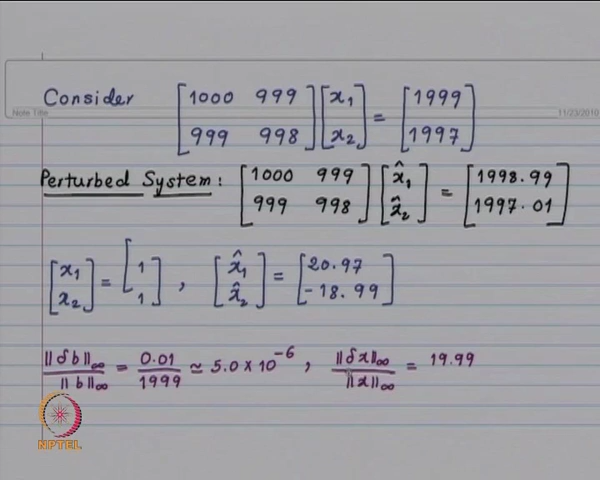 Consider [1000 999; 999 998] [x₁; x₂] = [1999; 1997]
Note Title
11/23/2010
Perturbed System: [1000 999; 999 998] [x̂₁; x̂₂] = [1998.99; 1997.01]
[x₁; x₂] = [1; 1], [x̂₁; x̂₂] = [20.97; -18.99]
||δb||∞ / ||b||∞ = 0.01 / 1999 ≃ 5.0 × 10⁻⁶, ||δx||∞ / ||x||∞ = 19.99
NPTEL